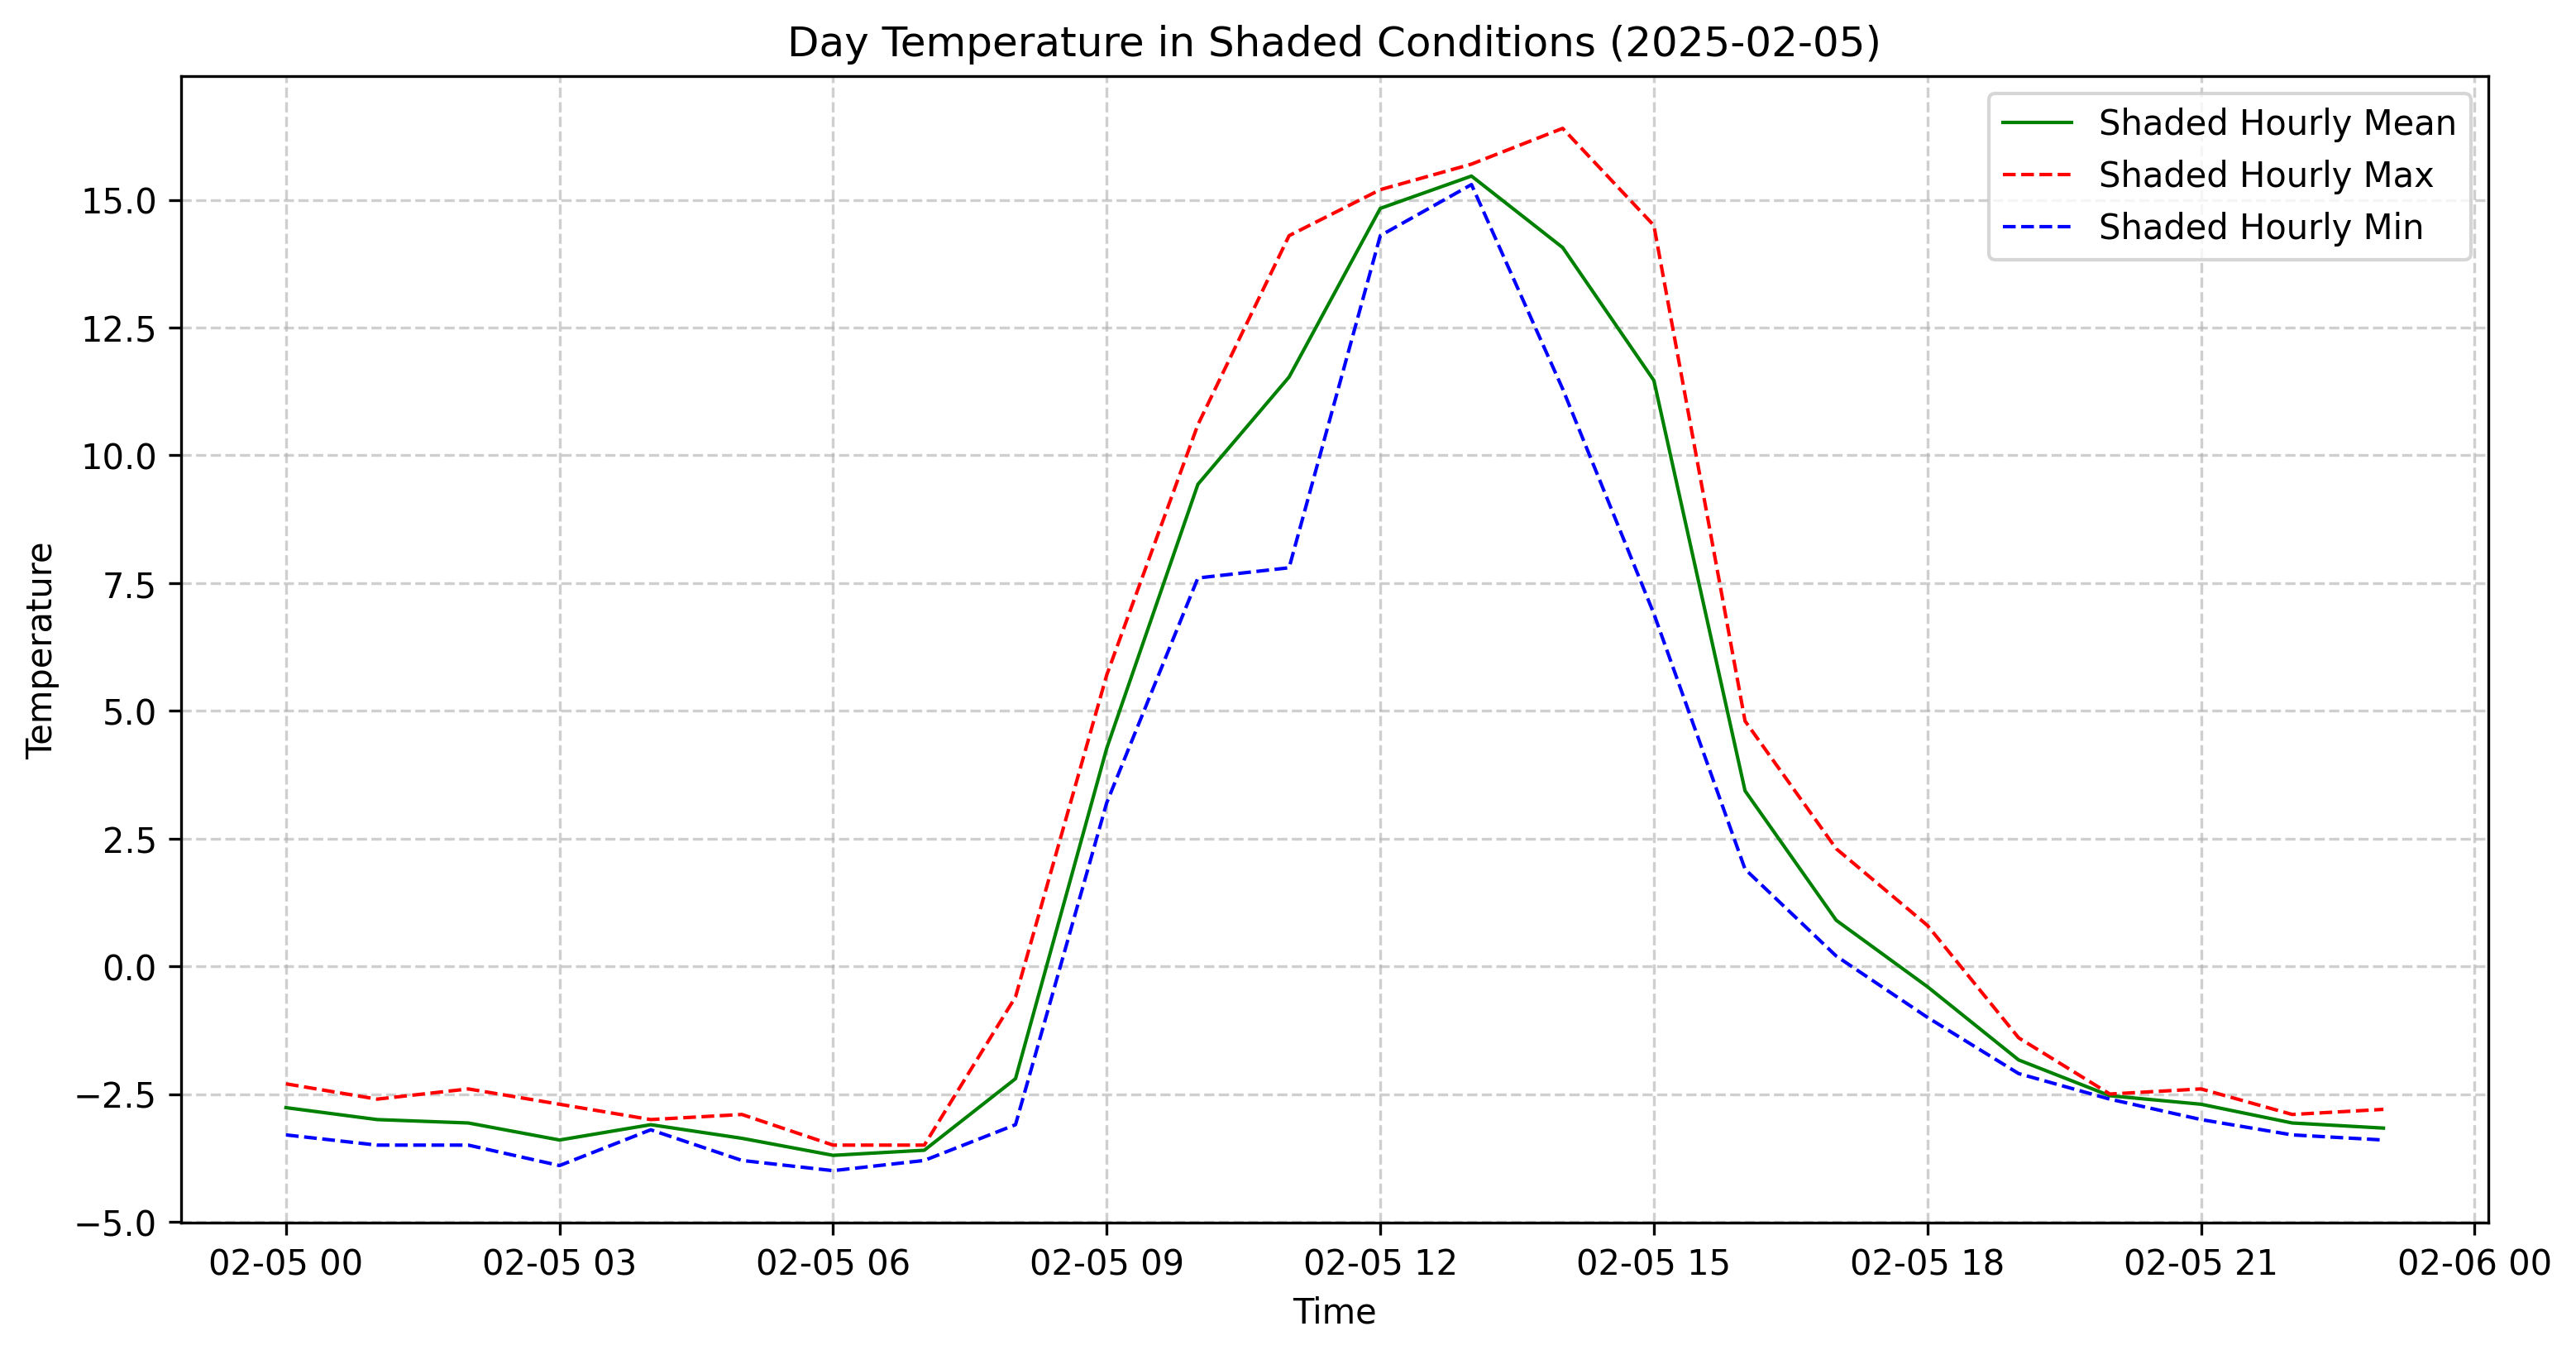 Day Temperature in Shaded Conditions (2025-02-05)
Shaded Hourly Mean
Shaded Hourly Max
Shaded Hourly Min
15.0
12.5
10.0
7.5
5.0
2.5
0.0
−2.5
−5.0
Temperature
02-05 00 02-05 03 02-05 06 02-05 09 02-05 12 02-05 15 02-05 18 02-05 21 02-06 00
Time